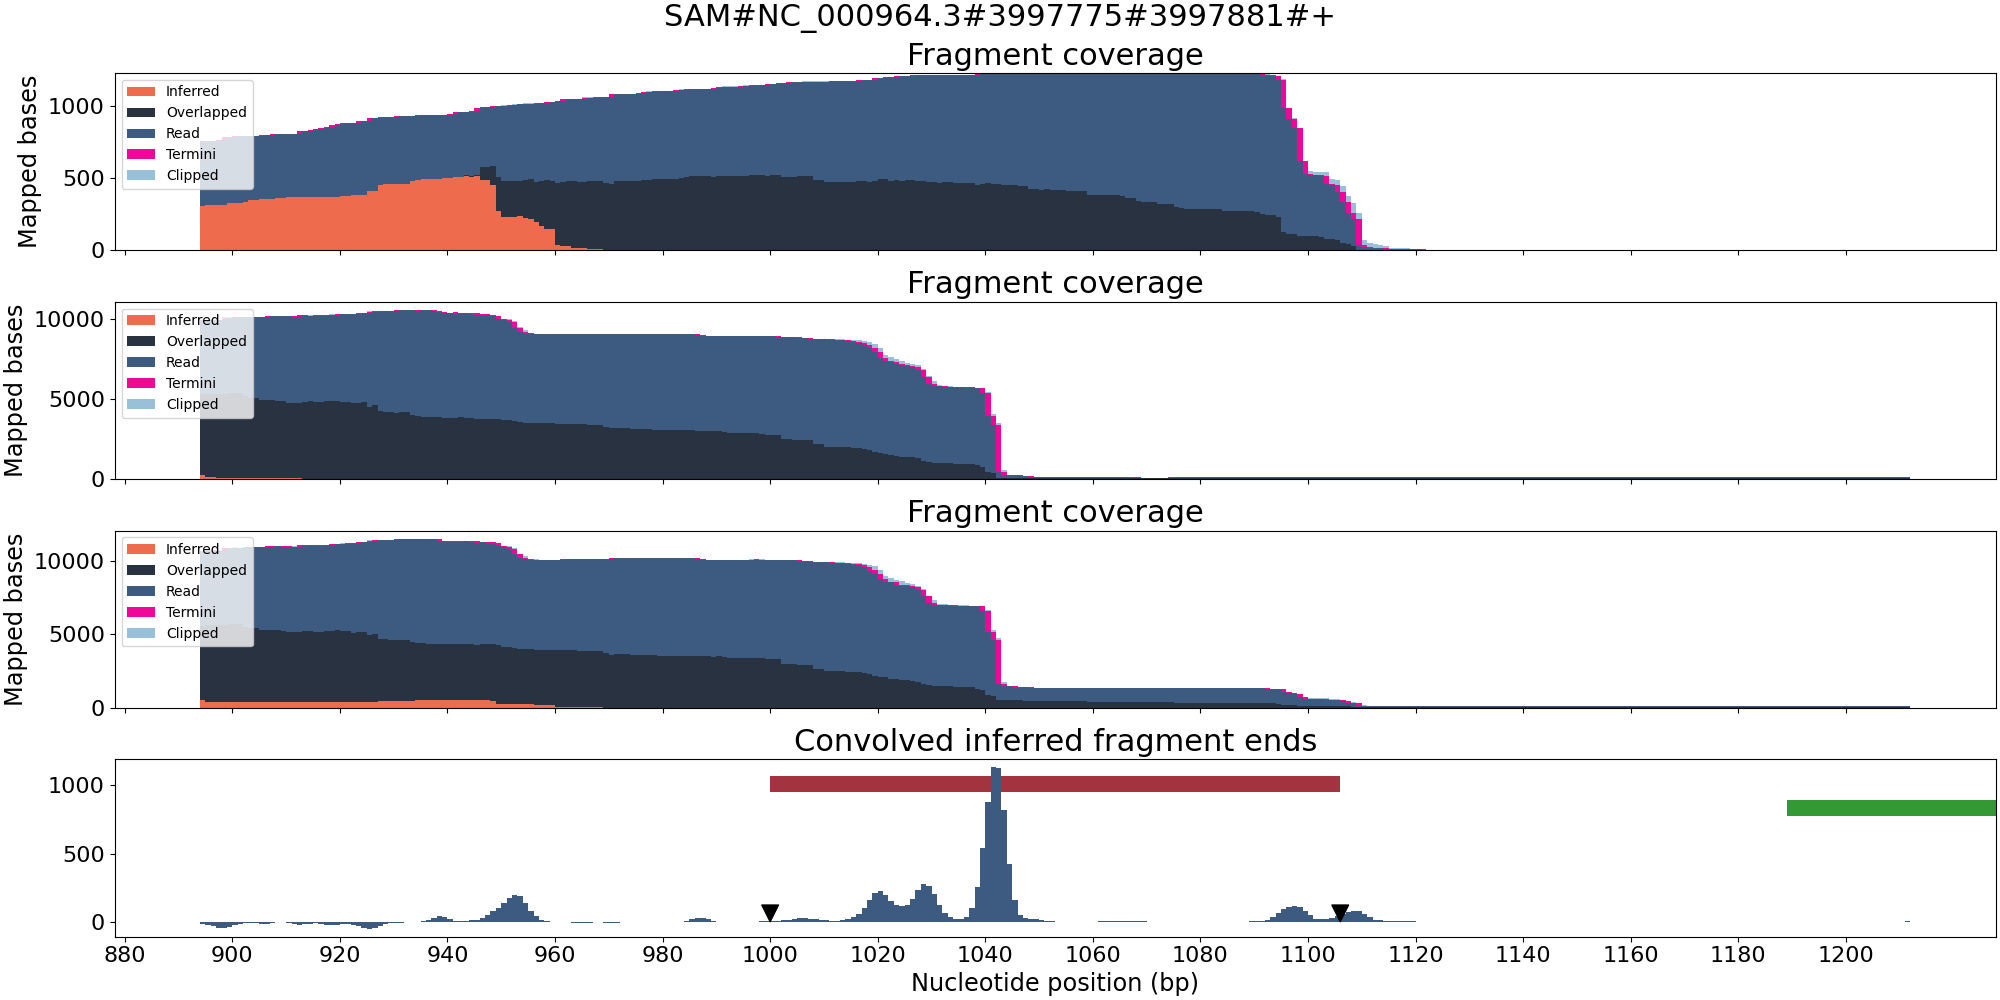 SAM#NC_000964.3#3997775#3997881#+
Fragment coverage
Mapped bases
1000
500
0
Inferred
Overlapped
Read
Termini
Clipped
Fragment coverage
Mapped bases
10000
5000
0
Inferred
Overlapped
Read
Termini
Clipped
Fragment coverage
Mapped bases
10000
5000
0
Inferred
Overlapped
Read
Termini
Clipped
Convolved inferred fragment ends
1000
500
0
880 900 920 940 960 980 1000 1020 1040 1060 1080 1100 1120 1140 1160 1180 1200
Nucleotide position (bp)